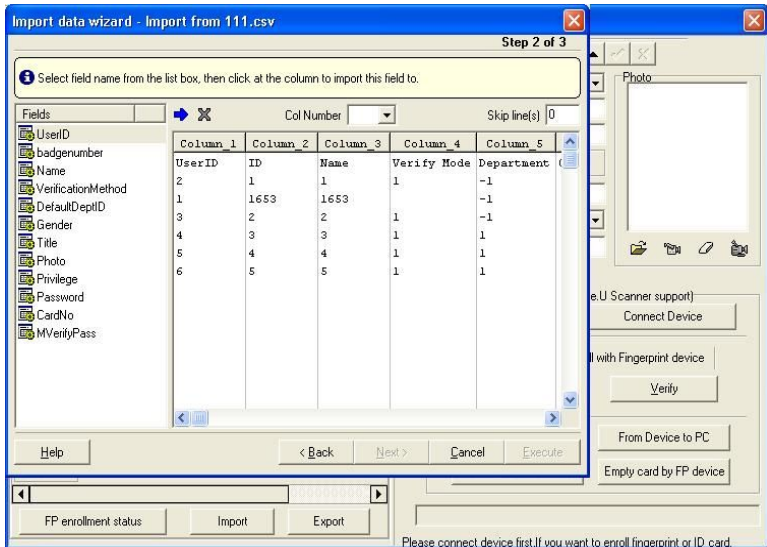 Import data wizard - Import from 111.csv
Step 2 of 3
Select field name from the list box, then click at the column to import this field to.
Fields
UserID
badgenumber
Name
VerificationMethod
DefaultDeptID
Gender
Title
Photo
Privilege
Password
CardNo
MVerifyPass
Col Number
Skip line(s) 0
Column_1 Column_2 Column_3 Column_4 Column_5
UserID ID Name Verify Mode Department
2 1 1 1 -1
1 1653 1653 -1
3 2 2 1 -1
4 3 3 1 1
5 4 4 1 1
6 5 5 1 1
Help
< Back
Next >
Cancel
Execute
Photo
e.U Scanner support)
Connect Device
ll with Fingerprint device
Verify
From Device to PC
Empty card by FP device
FP enrollment status
Import
Export
Please connect device first.If you want to enroll fingerprint or ID card,